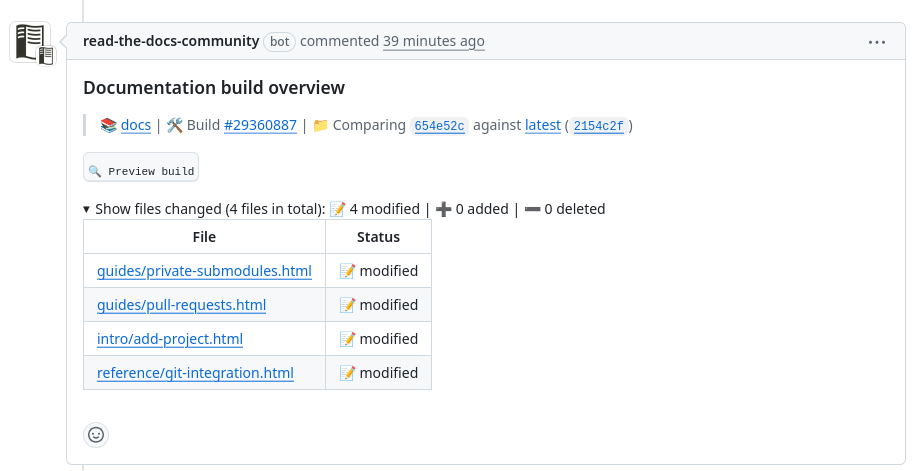 read-the-docs-community bot commented 39 minutes ago
Documentation build overview
📚 docs | 🛠️ Build #29360887 | 📁 Comparing 654e52c against latest (2154c2f)
🔍 Preview build
▾ Show files changed (4 files in total): 📝 4 modified | ➕ 0 added | ➖ 0 deleted
File Status
guides/private-submodules.html 📝 modified
guides/pull-requests.html 📝 modified
intro/add-project.html 📝 modified
reference/git-integration.html 📝 modified